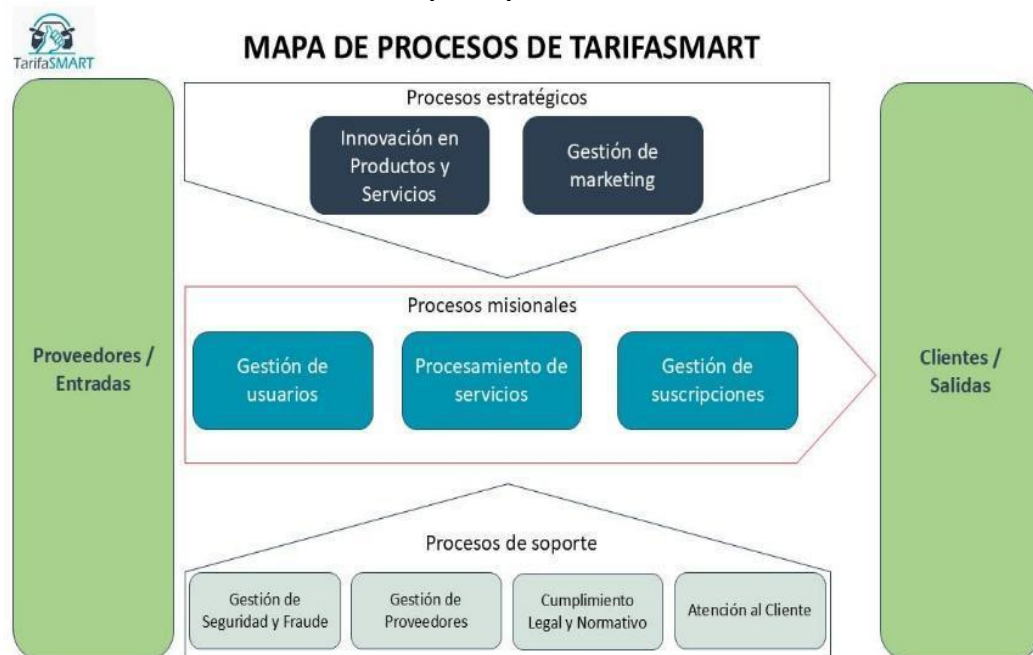 TarifaSMART
MAPA DE PROCESOS DE TARIFASMART
Procesos estratégicos
Innovación en
Productos y
Servicios
Gestión de
marketing
Procesos misionales
Proveedores /
Entradas
Gestión de
usuarios
Procesamiento de
servicios
Gestión de
suscripciones
Clientes /
Salidas
Procesos de soporte
Gestión de
Seguridad y Fraude
Gestión de
Proveedores
Cumplimiento
Legal y Normativo
Atención al Cliente